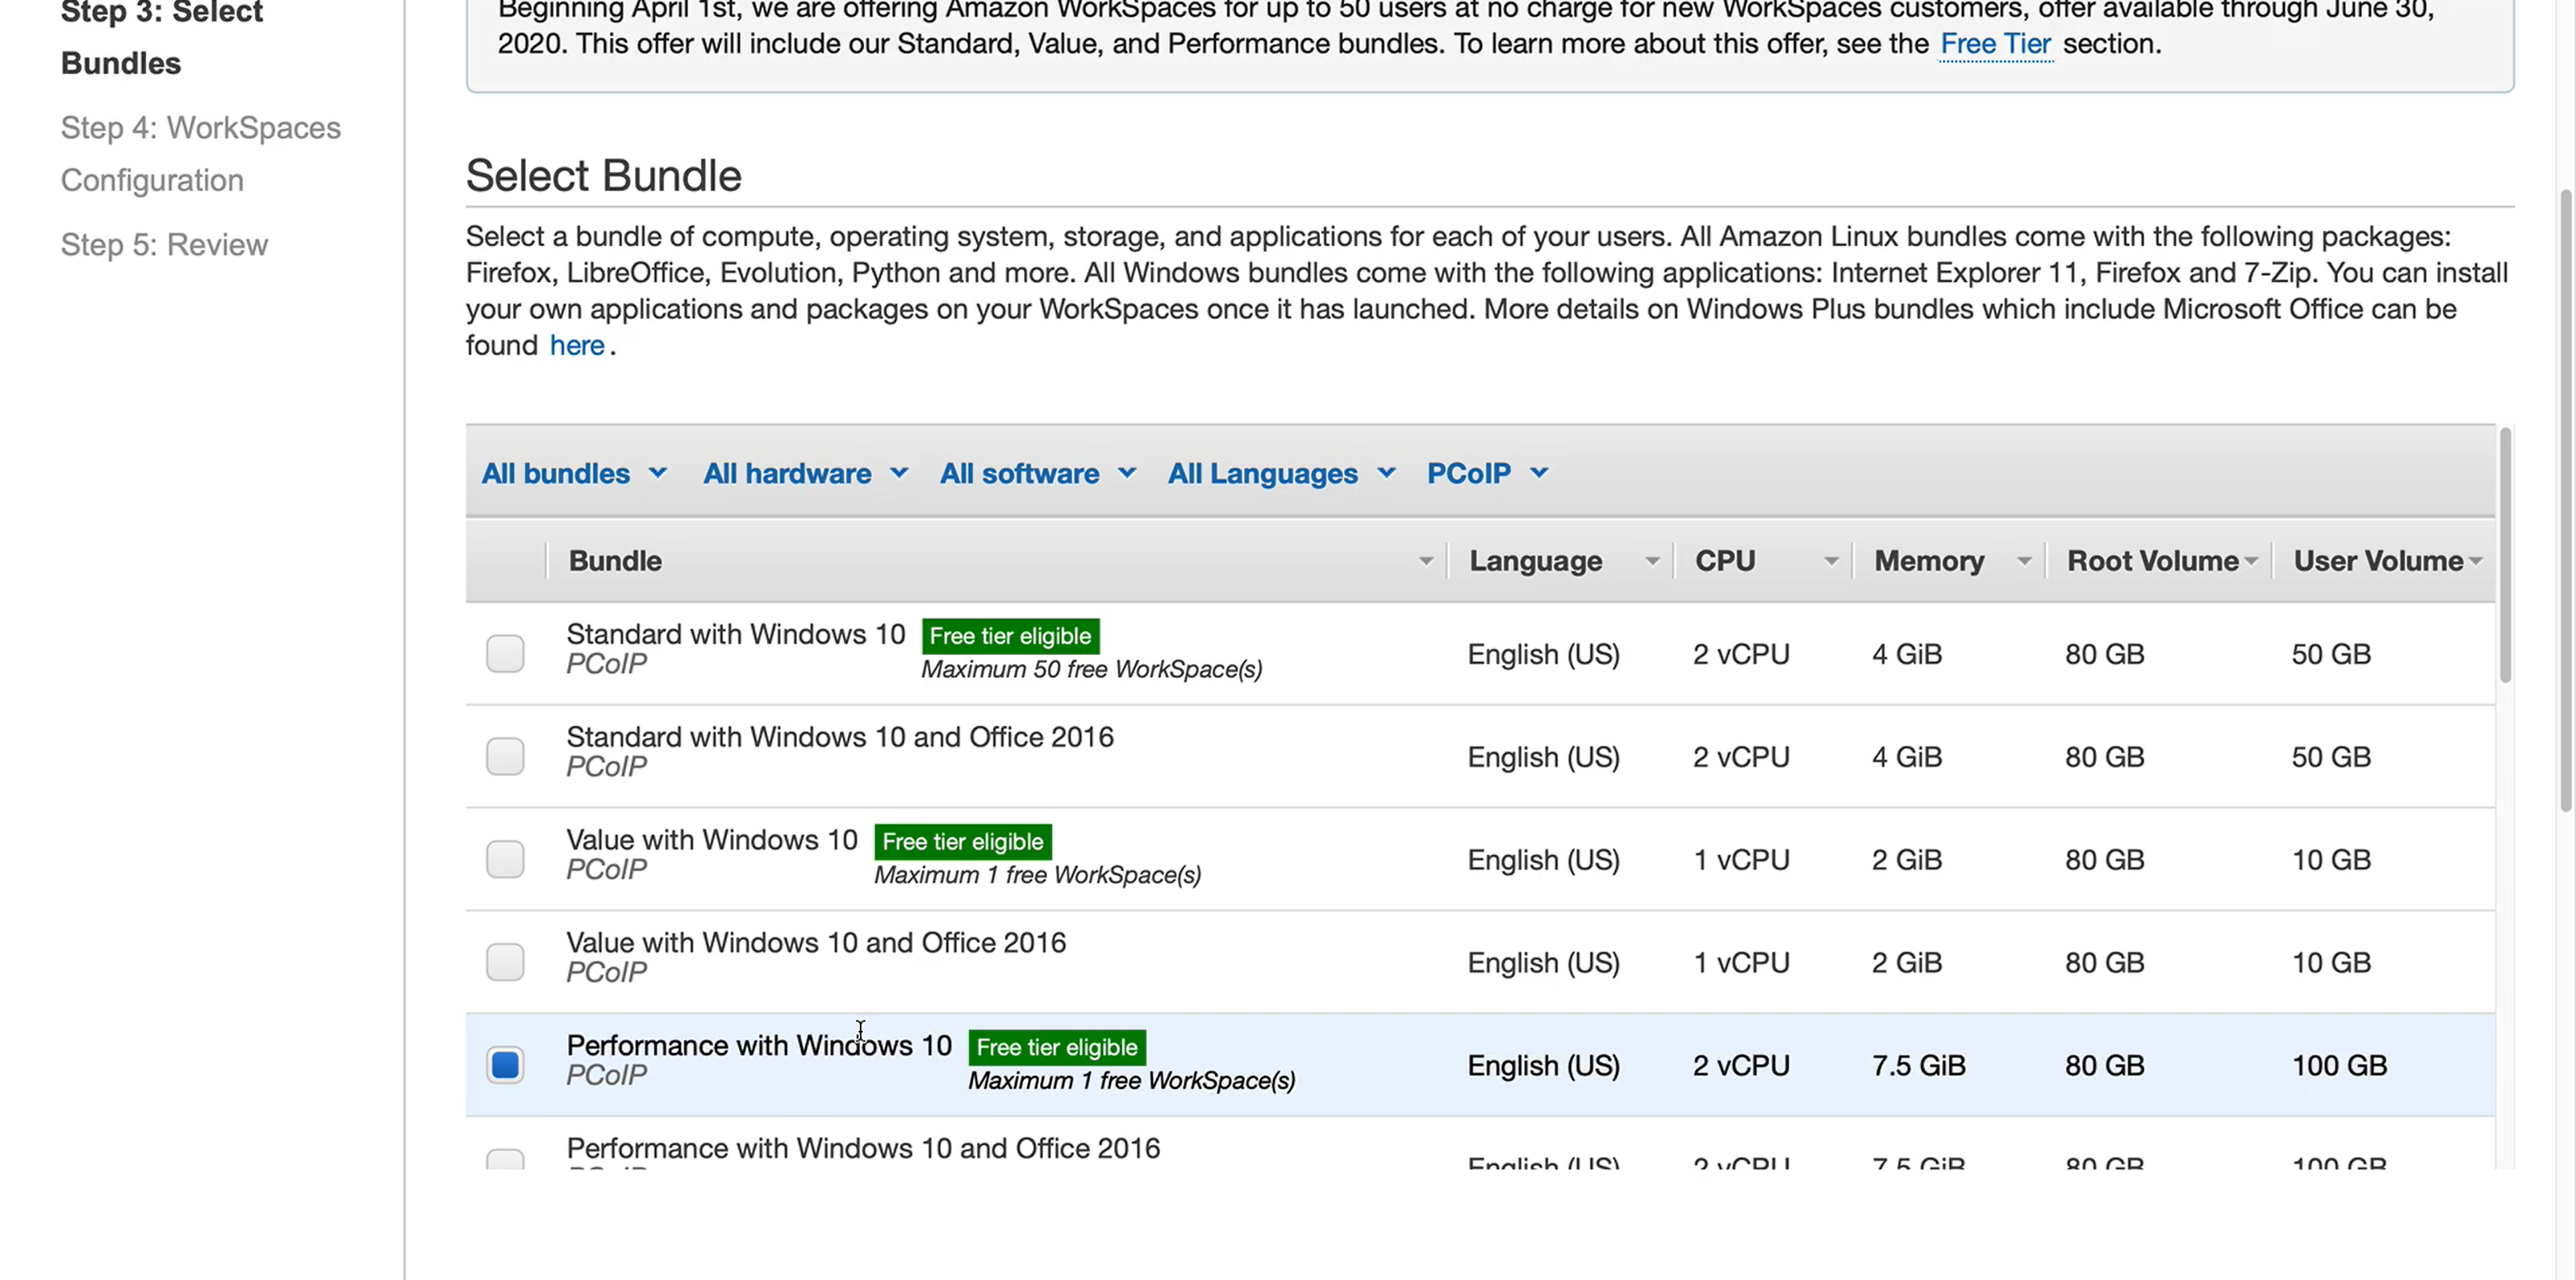 Step 3: Select
Bundles
Step 4: WorkSpaces
Configuration
Step 5: Review
Beginning April 1st, we are offering Amazon WorkSpaces for up to 50 users at no charge for new WorkSpaces customers, offer available through June 30,
2020. This offer will include our Standard, Value, and Performance bundles. To learn more about this offer, see the Free Tier section.
Select Bundle
Select a bundle of compute, operating system, storage, and applications for each of your users. All Amazon Linux bundles come with the following packages:
Firefox, LibreOffice, Evolution, Python and more. All Windows bundles come with the following applications: Internet Explorer 11, Firefox and 7-Zip. You can install
your own applications and packages on your WorkSpaces once it has launched. More details on Windows Plus bundles which include Microsoft Office can be
found here.
All bundles All hardware All software All Languages PCoIP
Bundle Language CPU Memory Root Volume User Volume
Standard with Windows 10 Free tier eligible
PCoIP Maximum 50 free WorkSpace(s)
English (US) 2 vCPU 4 GiB 80 GB 50 GB
Standard with Windows 10 and Office 2016
PCoIP
English (US) 2 vCPU 4 GiB 80 GB 50 GB
Value with Windows 10 Free tier eligible
PCoIP Maximum 1 free WorkSpace(s)
English (US) 1 vCPU 2 GiB 80 GB 10 GB
Value with Windows 10 and Office 2016
PCoIP
English (US) 1 vCPU 2 GiB 80 GB 10 GB
Performance with Windows 10 Free tier eligible
PCoIP Maximum 1 free WorkSpace(s)
English (US) 2 vCPU 7.5 GiB 80 GB 100 GB
Performance with Windows 10 and Office 2016
PCoIP
English (US) 2 vCPU 7.5 GiB 80 GB 100 GB